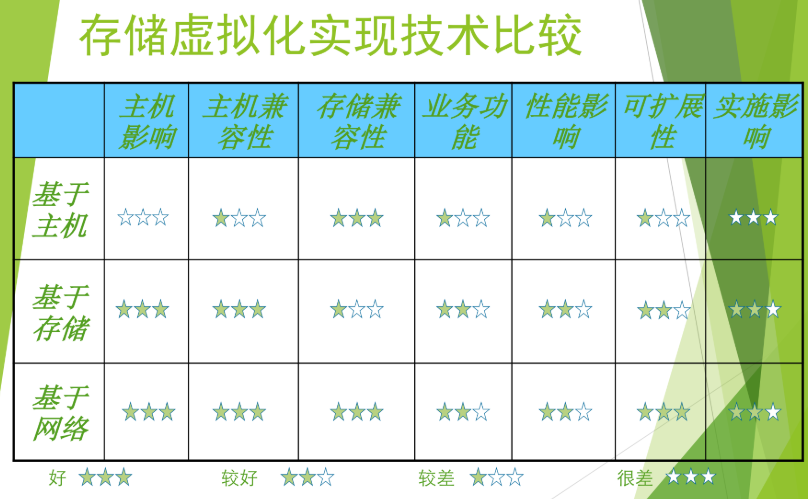 存储虚拟化实现技术比较
主机
影响
主机兼
容性
存储兼
容性
业务功
能
性能影
响
可扩展
性
实施影
响
基于
主机
☆☆☆
★☆☆
★★★
★☆☆
★☆☆
★☆☆
☆☆☆
基于
存储
★★★
★★★
★☆☆
★★☆
★★☆
★★☆
★★☆
基于
网络
★★★
★★★
★★★
★★☆
★★☆
★★★
★★☆
好 ★★★
较好 ★★☆
较差 ★☆☆
很差 ☆☆☆